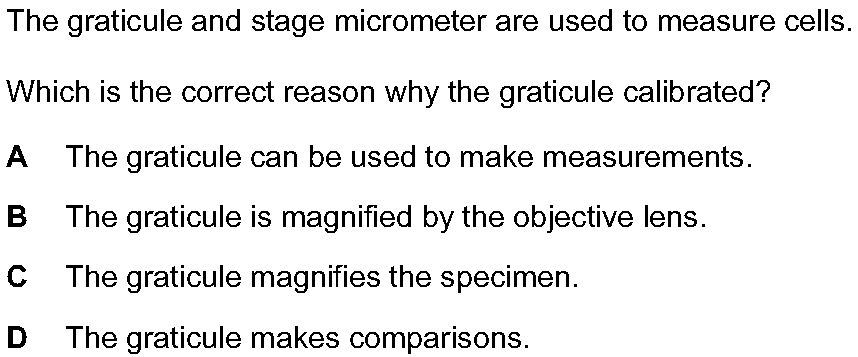 The graticule and stage micrometer are used to measure cells.
Which is the correct reason why the graticule calibrated?
A The graticule can be used to make measurements.
B The graticule is magnified by the objective lens.
C The graticule magnifies the specimen.
D The graticule makes comparisons.